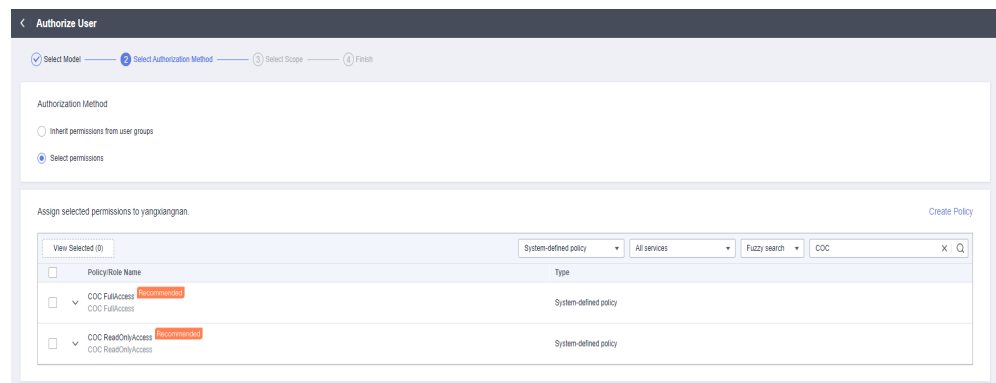 Authorize User
Select Model 2 Select Authorization Method 3 Select Scope 4 Finish
Authorization Method
Inherit permissions from user groups
Select permissions
Assign selected permissions to yangxiangnan. Create Policy
View Selected (0) System-defined policy All services Fuzzy search COC
Policy/Role Name Type
COC FullAccess Recommended
COC FullAccess
System-defined policy
COC ReadOnlyAccess Recommended
COC ReadOnlyAccess
System-defined policy